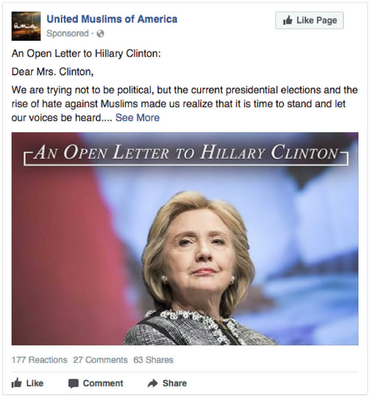 United Muslims of America
Sponsored ·
Like Page
An Open Letter to Hillary Clinton:
Dear Mrs. Clinton,
We are trying not to be political, but the current presidential elections and the
rise of hate against Muslims made us realize that it is time to stand and let
our voices be heard.... See More
AN OPEN LETTER TO HILLARY CLINTON
177 Reactions 27 Comments 63 Shares
Like Comment Share